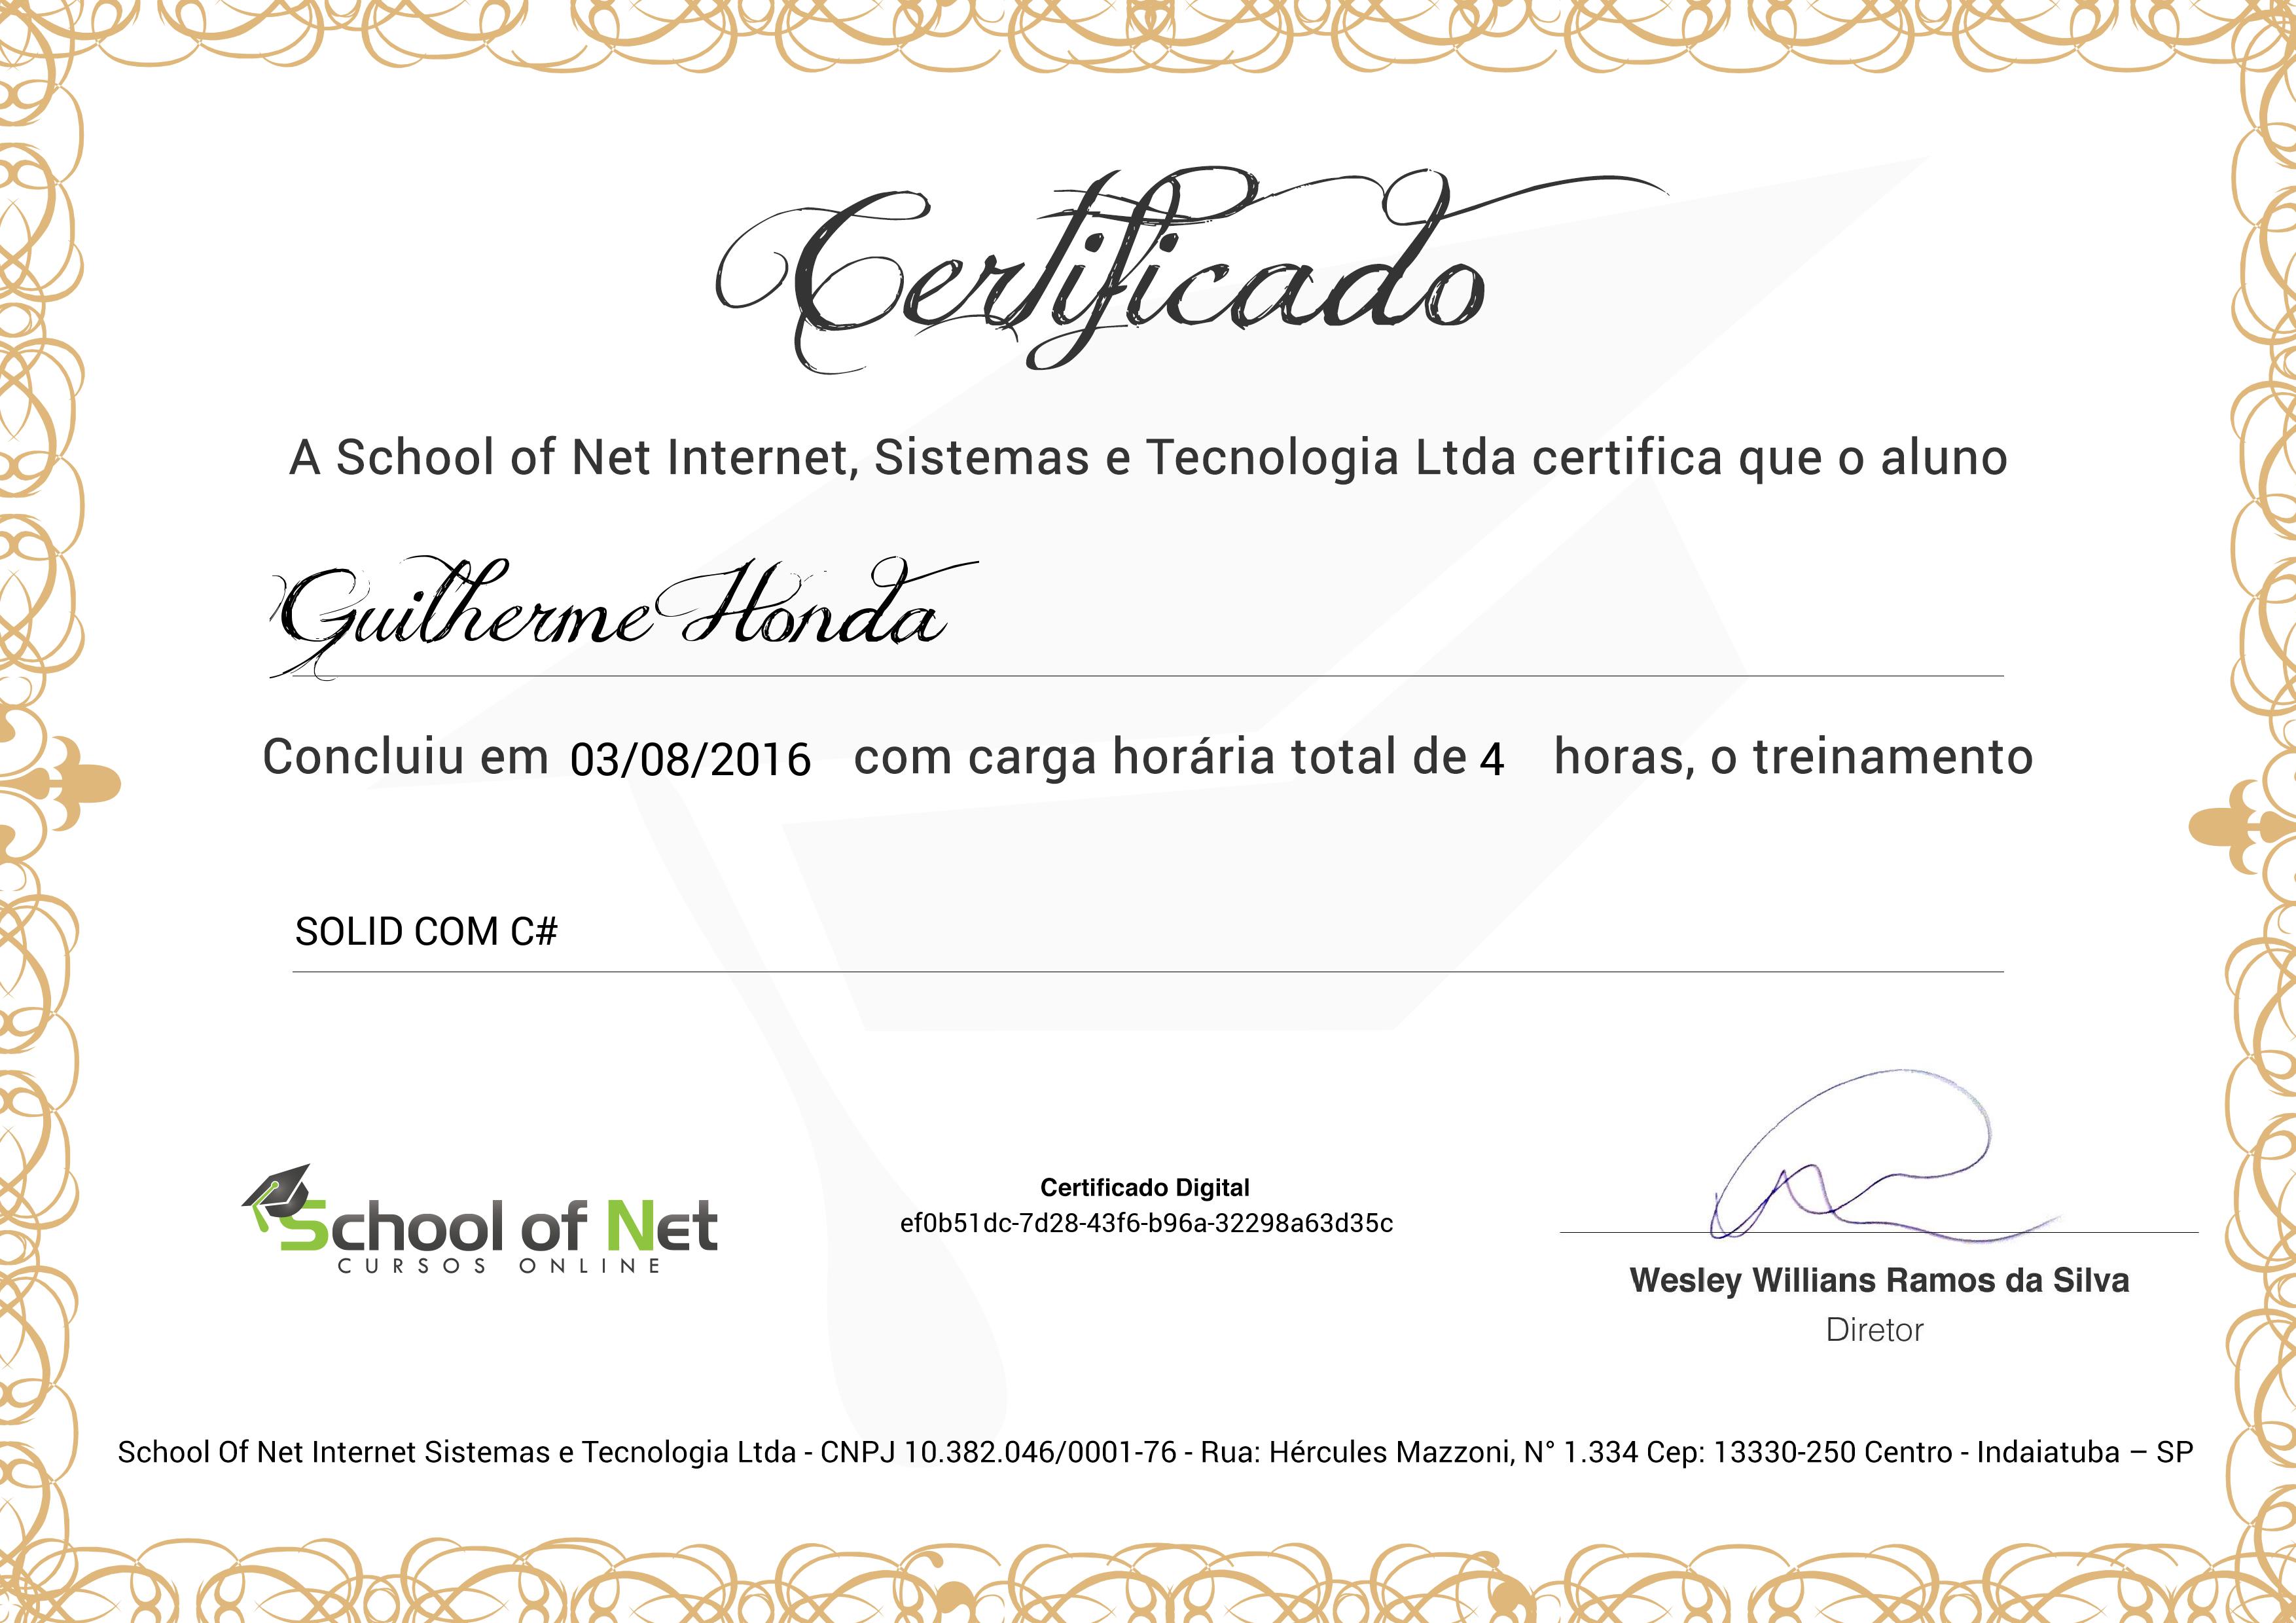 Certificado
A School of Net Internet, Sistemas e Tecnologia Ltda certifica que o aluno
Guilherme Honda
Concluiu em 03/08/2016 com carga horária total de 4 horas, o treinamento
SOLID COM C#
School of Net
CURSOS ONLINE
Certificado Digital
ef0b51dc-7d28-43f6-b96a-32298a63d35c
Wesley Willians Ramos da Silva
Diretor
School Of Net Internet Sistemas e Tecnologia Ltda - CNPJ 10.382.046/0001-76 - Rua: Hércules Mazzoni, N° 1.334 Cep: 13330-250 Centro - Indaiatuba – SP